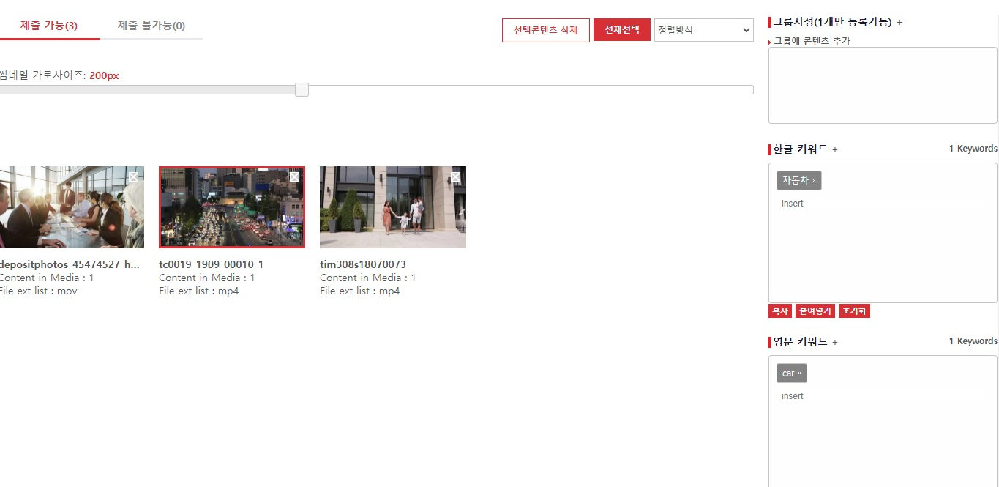 제출 가능(3) 제출 불가능(0)
선택콘텐츠 삭제 전체선택 정렬방식
썸네일 가로사이즈: 200px
depositphotos_45474527_h...
Content in Media : 1
File ext list : mov
tc0019_1909_00010_1
Content in Media : 1
File ext list : mp4
tim308s18070073
Content in Media : 1
File ext list : mp4
그룹지정(1개만 등록가능) +
그룹에 콘텐츠 추가
한글 키워드 + 1 Keywords
자동차 ×
insert
복사 붙여넣기 초기화
영문 키워드 + 1 Keywords
car ×
insert